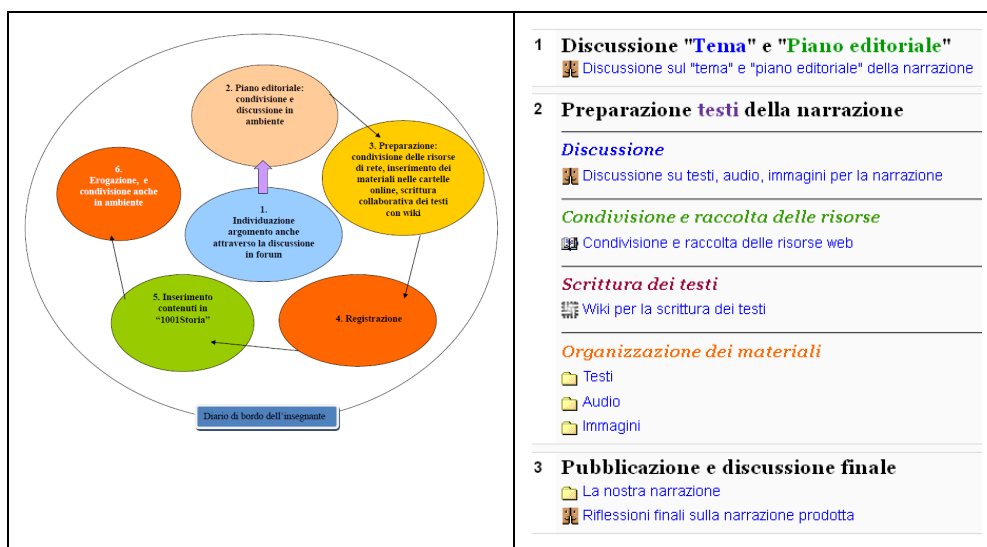 1.
Individuazione
argomento anche
attraverso la discussione
in forum
2. Piano editoriale:
condivisione e
discussione in
ambiente
3. Preparazione:
condivisione delle risorse
di rete, inserimento dei
materiali nelle cartelle
online, scrittura
collaborativa dei testi
con wiki
4. Registrazione
5. Inserimento
contenuti in
“1001Storia”
6.
Erogazione, e
condivisione anche
in ambiente
Diario di bordo dell’insegnante
1 Discussione "Tema" e "Piano editoriale"
Discussione sul "tema" e "piano editoriale" della narrazione
2 Preparazione testi della narrazione
Discussione
Discussione su testi, audio, immagini per la narrazione
Condivisione e raccolta delle risorse
Condivisione e raccolta delle risorse web
Scrittura dei testi
Wiki per la scrittura dei testi
Organizzazione dei materiali
Testi
Audio
Immagini
3 Pubblicazione e discussione finale
La nostra narrazione
Riflessioni finali sulla narrazione prodotta